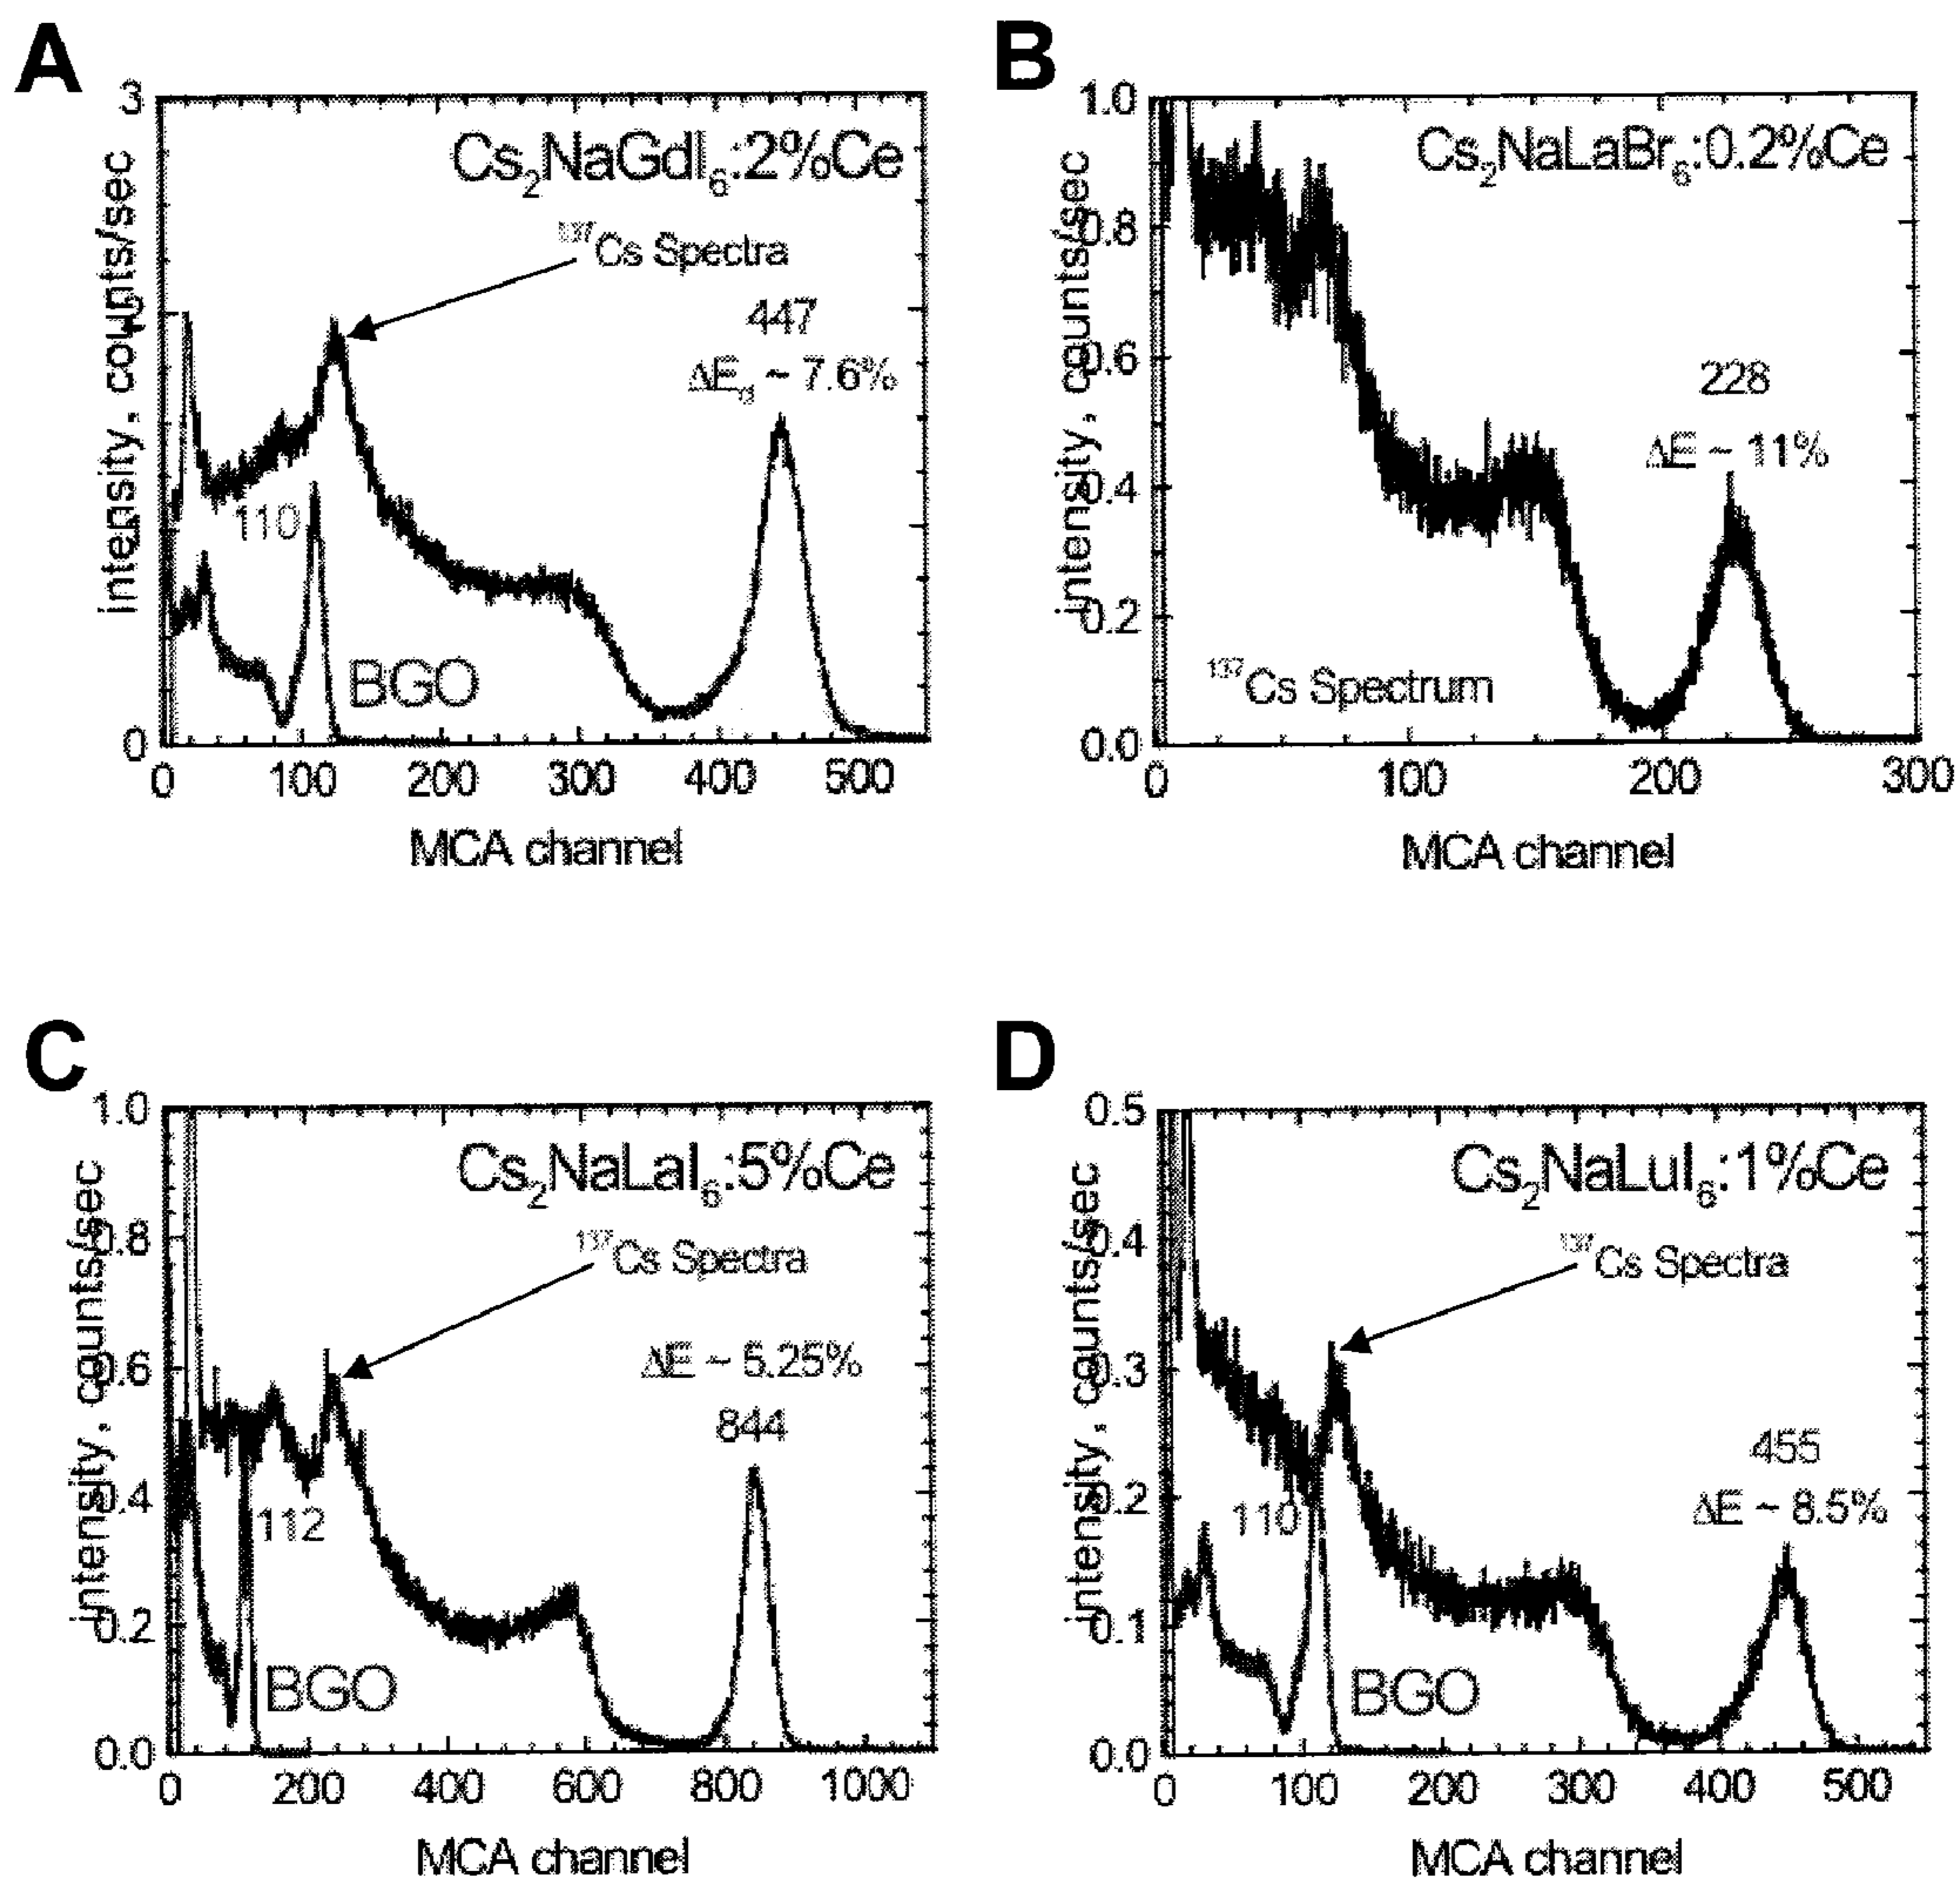 A
3
0
intensity, counts/sec
Cs2NaGdI6:2%Ce
137Cs Spectra
447
ΔEg ~ 7.6%
110
BGO
0 100 200 300 400 500
MCA channel
B
1.0
0.8
0.6
0.4
0.2
0.0
intensity, counts/sec
Cs2NaLaBr6:0.2%Ce
228
ΔE ~ 11%
137Cs Spectrum
0 100 200 300
MCA channel
C
1.0
0.8
0.6
0.4
0.2
0.0
intensity, counts/sec
Cs2NaLaI6:5%Ce
137Cs Spectra
ΔE ~ 5.25%
844
112
BGO
0 200 400 600 800 1000
MCA channel
D
0.5
0.4
0.3
0.2
0.1
0.0
intensity, counts/sec
Cs2NaLuI6:1%Ce
137Cs Spectra
455
ΔE ~ 8.5%
110
BGO
0 100 200 300 400 500
MCA channel